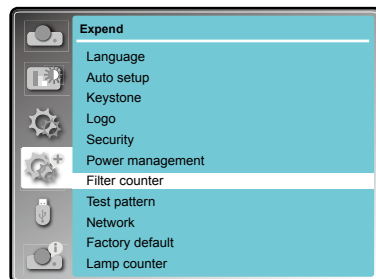 Expend
Language
Auto setup
Keystone
Logo
Security
Power management
Filter counter
Test pattern
Network
Factory default
Lamp counter